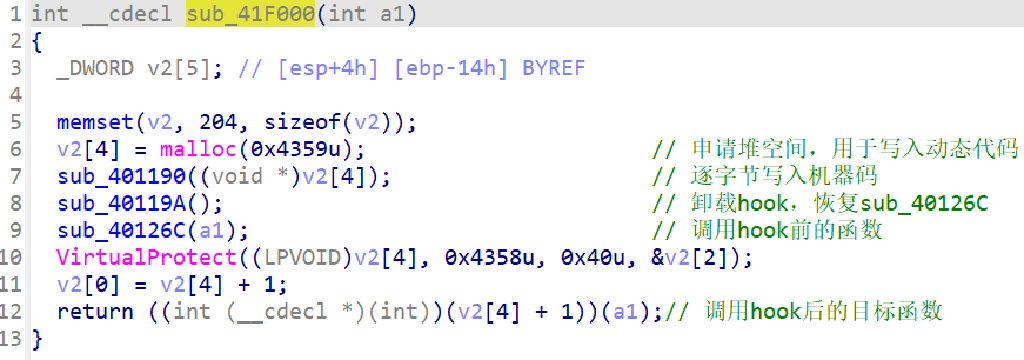 1 int __cdecl sub_41F000(int a1)
2 {
3 _DWORD v2[5]; // [esp+4h] [ebp-14h] BYREF
4
5 memset(v2, 204, sizeof(v2));
6 v2[4] = malloc(0x4359u); // 申请堆空间，用于写入动态代码
7 sub_401190((void *)v2[4]); // 逐字节写入机器码
8 sub_40119A(); // 卸载hook，恢复sub_40126C
9 sub_40126C(a1); // 调用hook前的函数
10 VirtualProtect((LPVOID)v2[4], 0x4358u, 0x40u, &v2[2]);
11 v2[0] = v2[4] + 1;
12 return ((int (__cdecl *)(int))(v2[4] + 1))(a1);// 调用hook后的目标函数
13 }